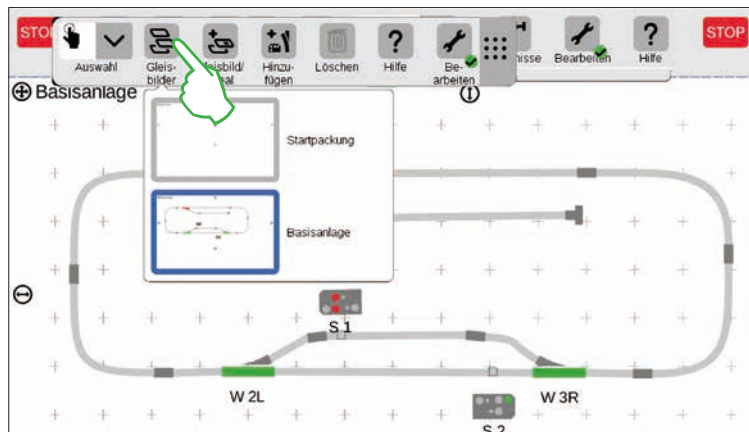 STOP
Auswahl
Gleis-
bilder
Gleisbild/
Hinzu-
fügen
Löschen
Hilfe
Be-
arbeiten
Bearbeiten
Hilfe
STOP
Basisanlage
Startpackung
Basisanlage
S 1
W 2L
W 3R
S 2